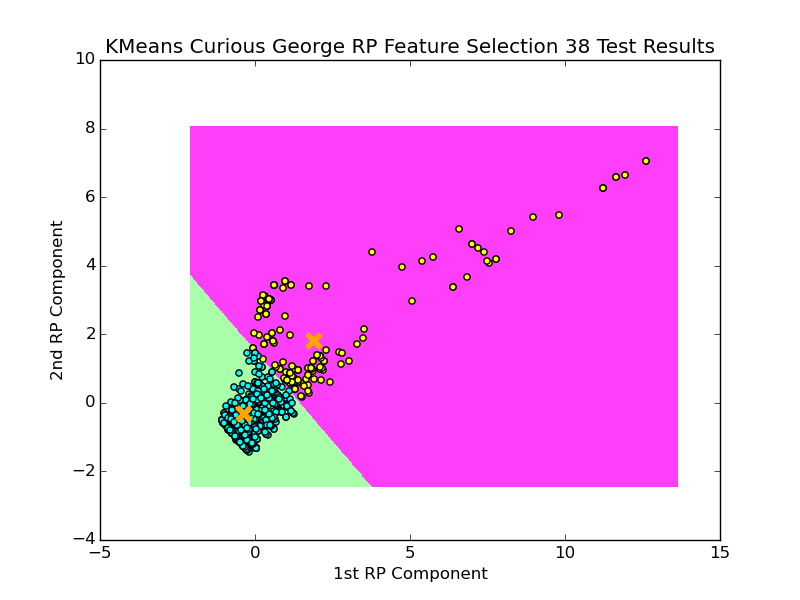 KMeans Curious George RP Feature Selection 38 Test Results
10
8
6
4
2
0
−2
−4
2nd RP Component
−5 0 5 10 15
1st RP Component